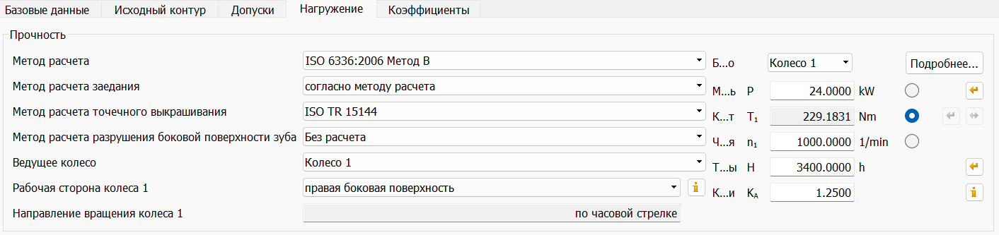 Базовые данные Исходный контур Допуски Нагружение Коэффициенты
Прочность
Метод расчета ISO 6336:2006 Метод B Б...о Колесо 1 Подробнее...
Метод расчета заедания согласно методу расчета М...ь P 24.0000 kW
Метод расчета точечного выкрашивания ISO TR 15144 К...т T₁ 229.1831 Nm
Метод расчета разрушения боковой поверхности зуба Без расчета Ч...я n₁ 1000.0000 1/min
Ведущее колесо Колесо 1 Т...ы H 3400.0000 h
Рабочая сторона колеса 1 правая боковая поверхность К...и Kᴀ 1.2500
Направление вращения колеса 1 по часовой стрелке